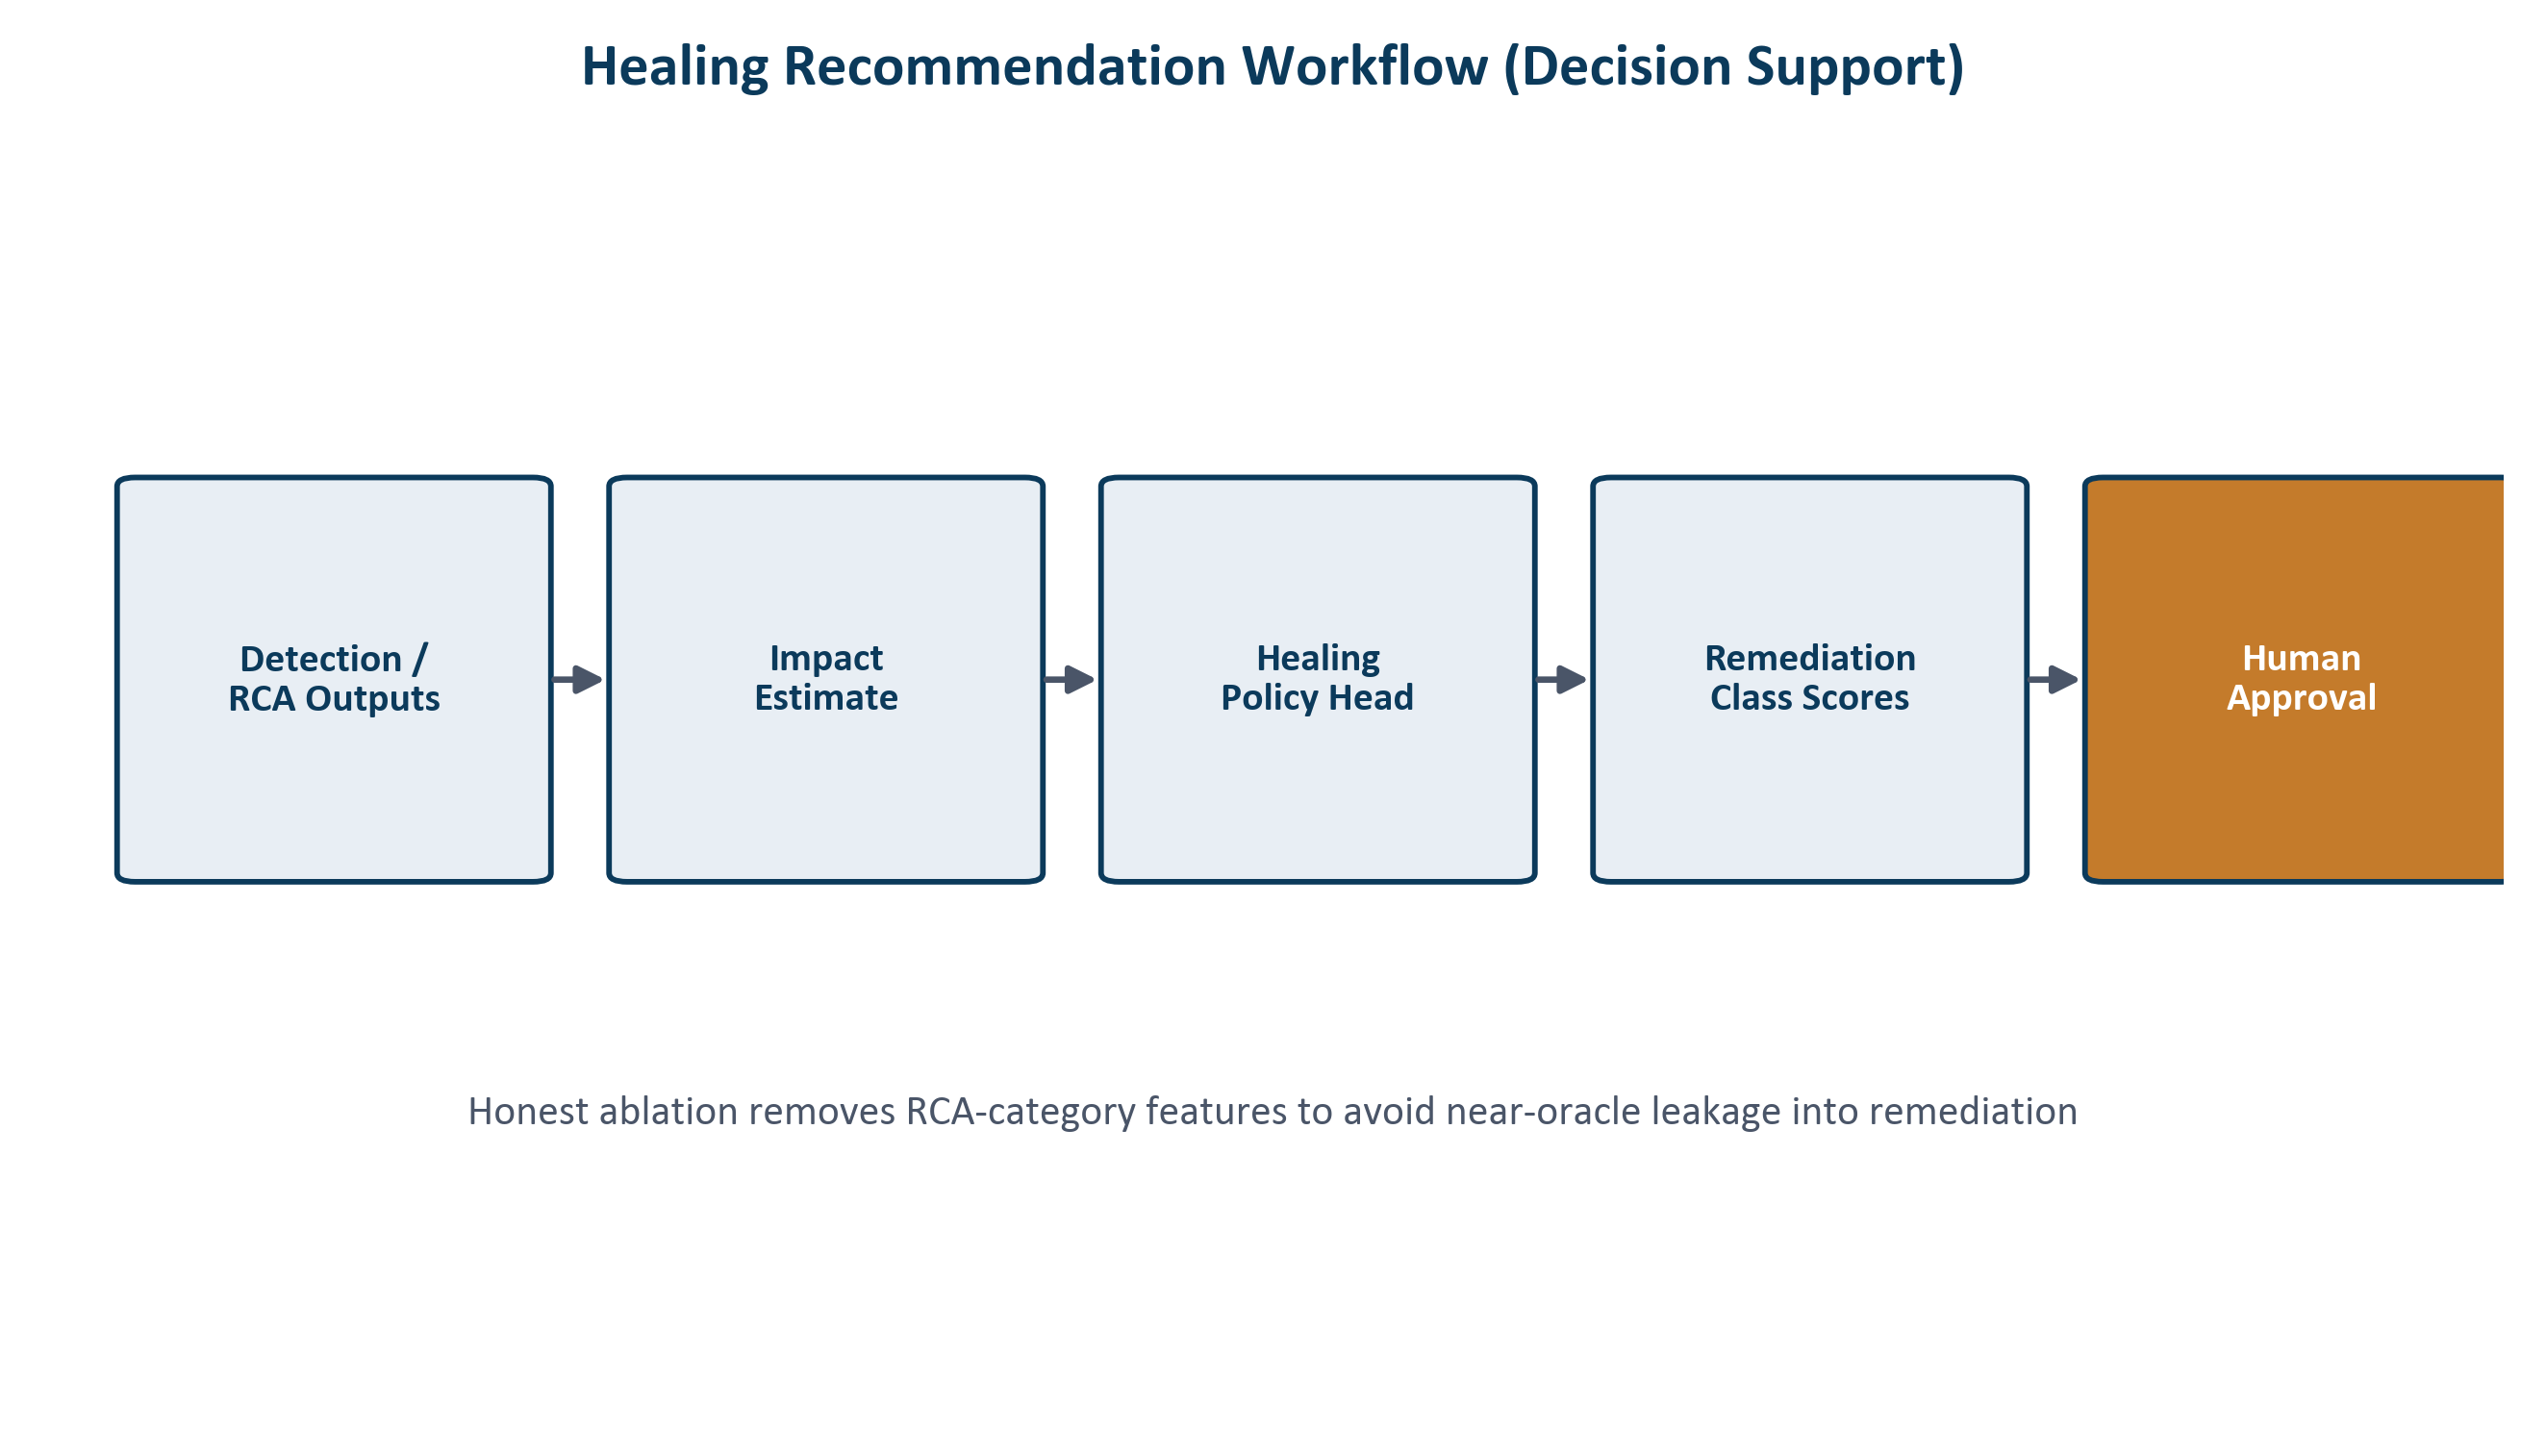 Healing Recommendation Workflow (Decision Support)
Detection /
RCA Outputs
Impact
Estimate
Healing
Policy Head
Remediation
Class Scores
Human
Approval
Honest ablation removes RCA-category features to avoid near-oracle leakage into remediation